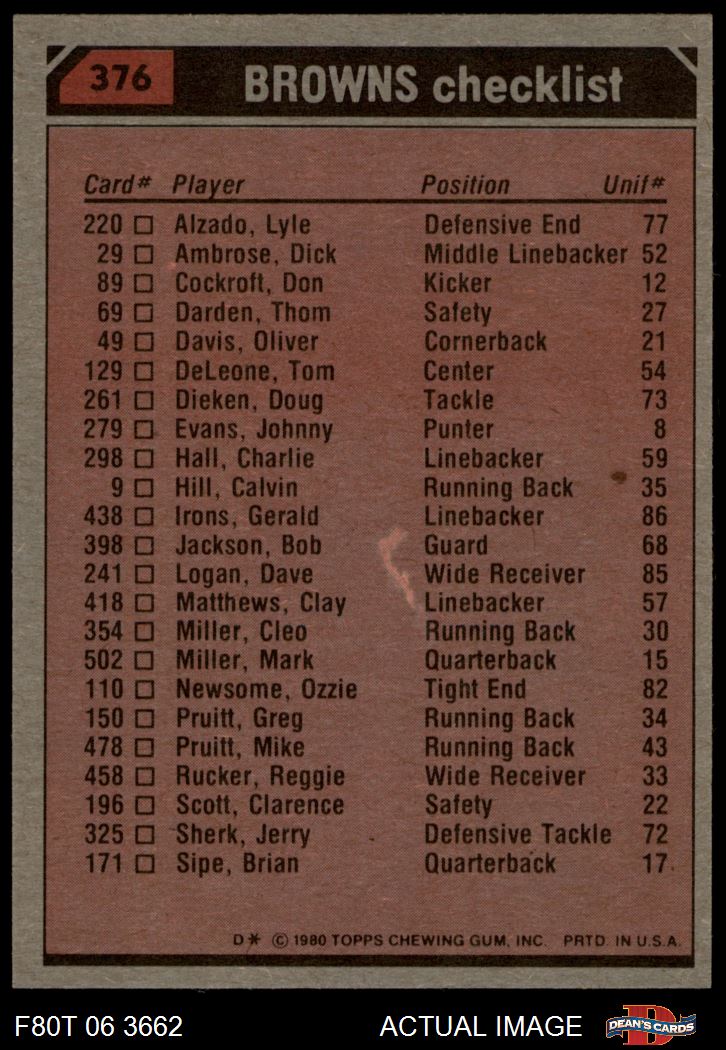 376 BROWNS checklist
Card# Player Position Unif#
220 □ Alzado, Lyle Defensive End 77
29 □ Ambrose, Dick Middle Linebacker 52
89 □ Cockroft, Don Kicker 12
69 □ Darden, Thom Safety 27
49 □ Davis, Oliver Cornerback 21
129 □ DeLeone, Tom Center 54
261 □ Dieken, Doug Tackle 73
279 □ Evans, Johnny Punter 8
298 □ Hall, Charlie Linebacker 59
9 □ Hill, Calvin Running Back 35
438 □ Irons, Gerald Linebacker 86
398 □ Jackson, Bob Guard 68
241 □ Logan, Dave Wide Receiver 85
418 □ Matthews, Clay Linebacker 57
354 □ Miller, Cleo Running Back 30
502 □ Miller, Mark Quarterback 15
110 □ Newsome, Ozzie Tight End 82
150 □ Pruitt, Greg Running Back 34
478 □ Pruitt, Mike Running Back 43
458 □ Rucker, Reggie Wide Receiver 33
196 □ Scott, Clarence Safety 22
325 □ Sherk, Jerry Defensive Tackle 72
171 □ Sipe, Brian Quarterback 17
D* © 1980 TOPPS CHEWING GUM, INC. PRTD. IN U.S.A.
F80T 06 3662 ACTUAL IMAGE D DEAN'S CARDS